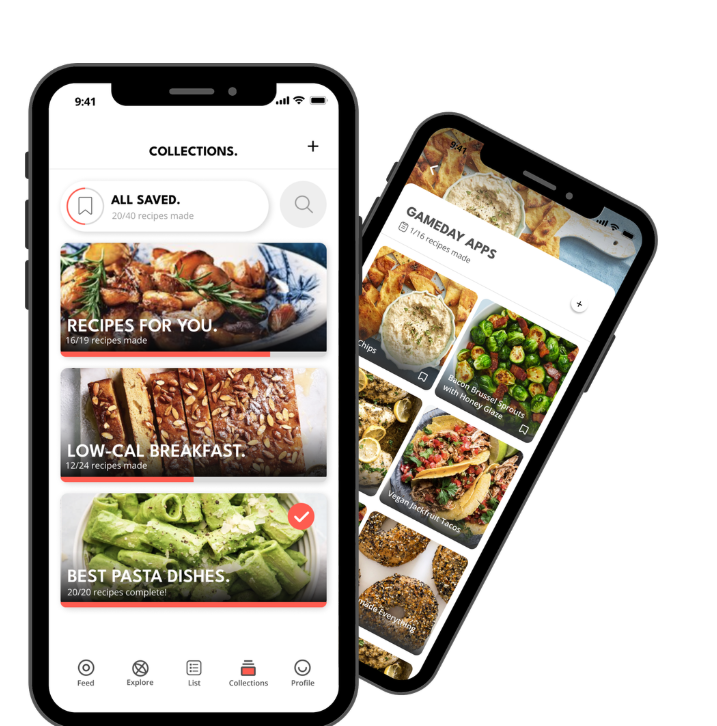 9:41
COLLECTIONS.
+
ALL SAVED.
20/40 recipes made
RECIPES FOR YOU.
16/19 recipes made
LOW-CAL BREAKFAST.
12/24 recipes made
BEST PASTA DISHES.
20/20 recipes complete!
Feed
Explore
List
Collections
Profile
9:41
GAMEDAY APPS
1/16 recipes made
+
Chips
Bacon Brussel Sprouts
with Honey Glaze
Vegan Jackfruit Tacos
Everything